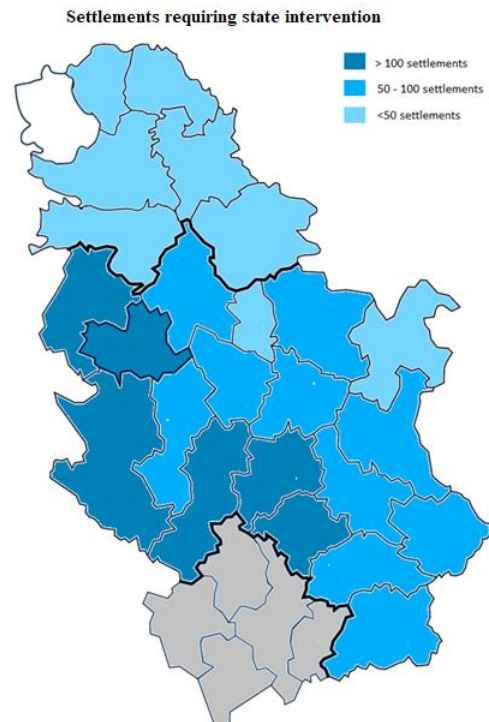 Settlements requiring state intervention
> 100 settlements
50 - 100 settlements
<50 settlements